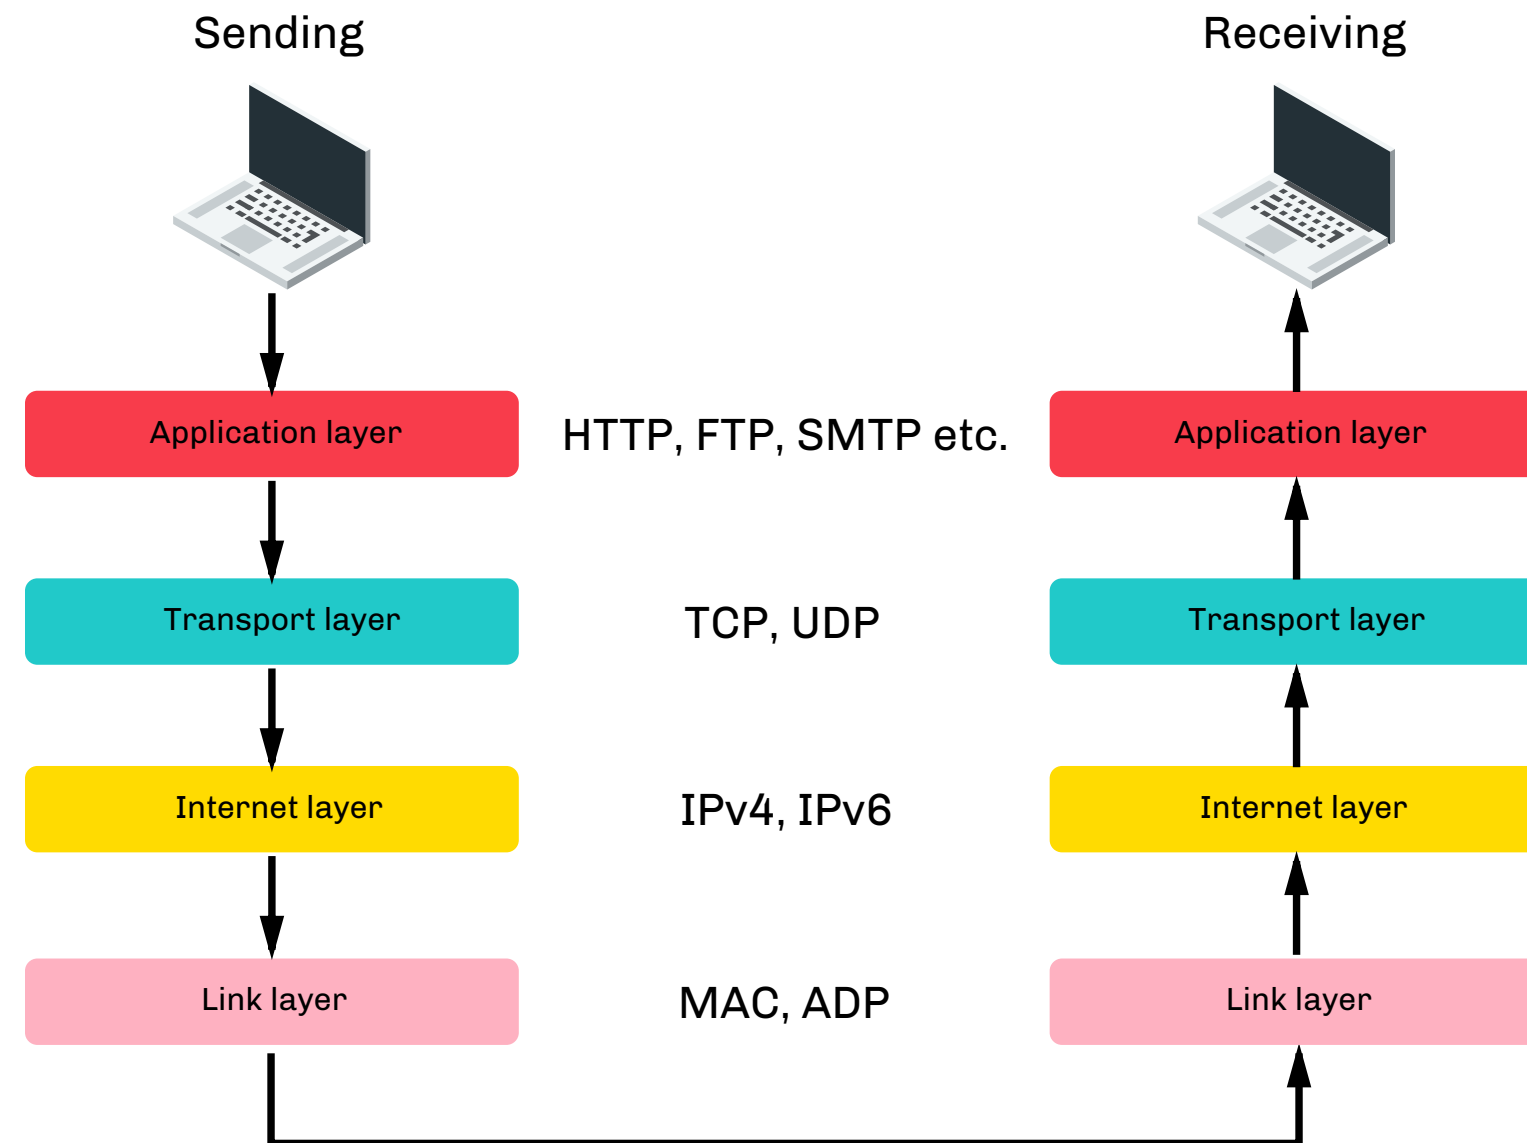 Sending
Receiving
Application layer
HTTP, FTP, SMTP etc.
Application layer
Transport layer
TCP, UDP
Transport layer
Internet layer
IPv4, IPv6
Internet layer
Link layer
MAC, ADP
Link layer